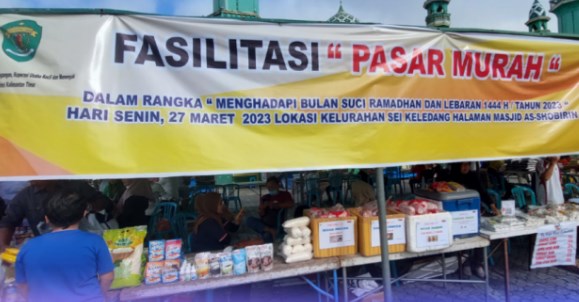 FASILITASI " PASAR MURAH "
DALAM RANGKA " MENGHADAPI BULAN SUCI RAMADHAN DAN LEBARAN 1444 H / TAHUN 2023 "
HARI SENIN, 27 MARET 2023 LOKASI KELURAHAN SEI KELEDANG HALAMAN MASJID AS-SHOBIRIN